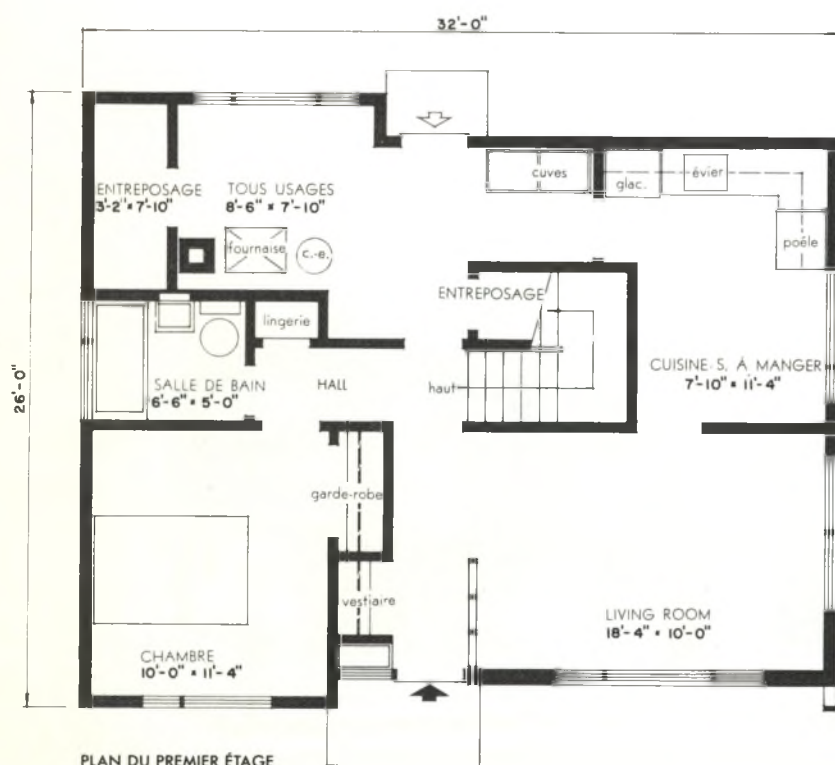 32'-0"
ENTREPOSAGE
3'-2" x 7'-10"
TOUS USAGES
8'-6" x 7'-10"
cuves
glac.
évier
poêle
fournaise
c.-e.
ENTREPOSAGE
lingerie
26'-0"
SALLE DE BAIN
6'-6" x 5'-0"
HALL
haut
CUISINE-S. À MANGER
7'-10" x 11'-4"
garde-robe
vestiaire
LIVING ROOM
18'-4" x 10'-0"
CHAMBRE
10'-0" x 11'-4"
PLAN DU PREMIER ÉTAGE